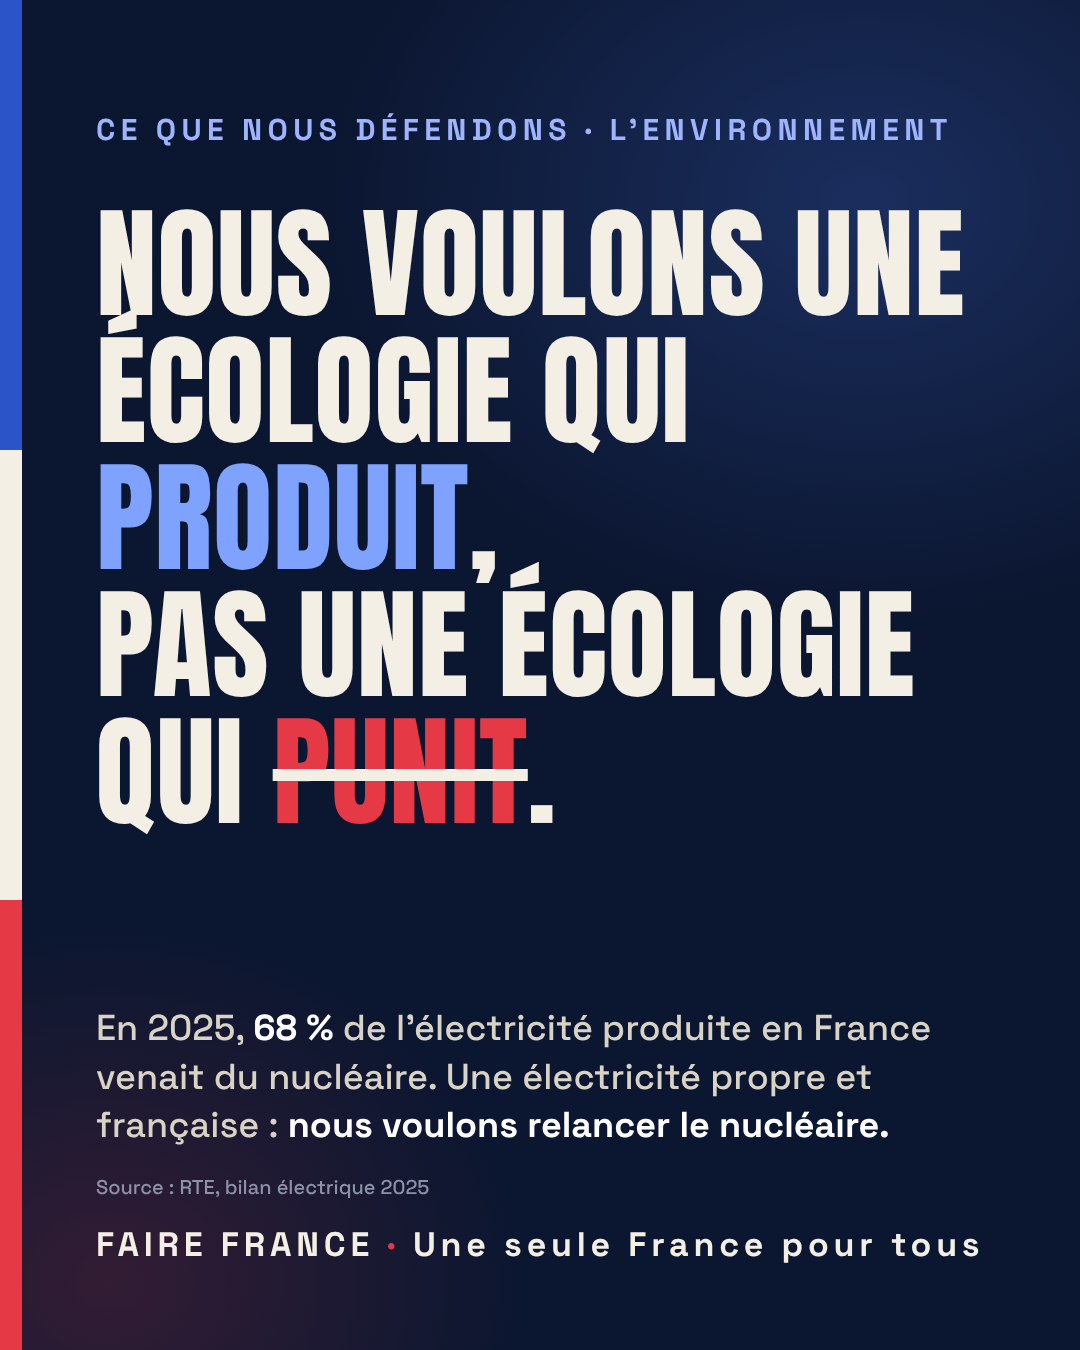 CE QUE NOUS DÉFENDONS · L’ENVIRONNEMENT
NOUS VOULONS UNE
ÉCOLOGIE QUI
PRODUIT,
PAS UNE ÉCOLOGIE
QUI PUNIT.
En 2025, 68 % de l’électricité produite en France
venait du nucléaire. Une électricité propre et
française : nous voulons relancer le nucléaire.
Source : RTE, bilan électrique 2025
FAIRE FRANCE · Une seule France pour tous